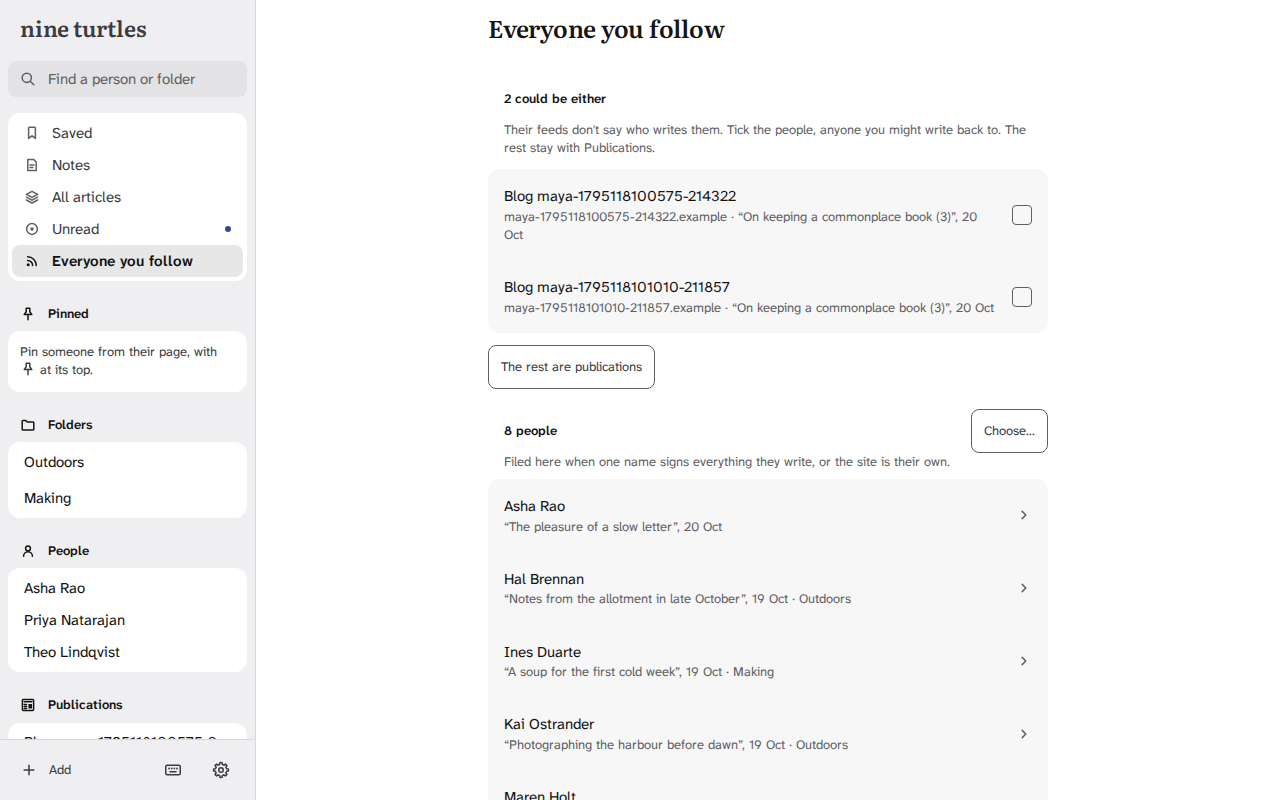 nine turtles
Find a person or folder
Saved
Notes
All articles
Unread
Everyone you follow
Pinned
Pin someone from their page, with
at its top.
Folders
Outdoors
Making
People
Asha Rao
Priya Natarajan
Theo Lindqvist
Publications
Add
Everyone you follow
2 could be either
Their feeds don't say who writes them. Tick the people, anyone you might write back to. The
rest stay with Publications.
Blog maya-1795118100575-214322
maya-1795118100575-214322.example · “On keeping a commonplace book (3)”, 20
Oct
Blog maya-1795118101010-211857
maya-1795118101010-211857.example · “On keeping a commonplace book (3)”, 20 Oct
The rest are publications
8 people
Choose…
Filed here when one name signs everything they write, or the site is their own.
Asha Rao
“The pleasure of a slow letter”, 20 Oct
Hal Brennan
“Notes from the allotment in late October”, 19 Oct · Outdoors
Ines Duarte
“A soup for the first cold week”, 19 Oct · Making
Kai Ostrander
“Photographing the harbour before dawn”, 19 Oct · Outdoors
Maren Holt